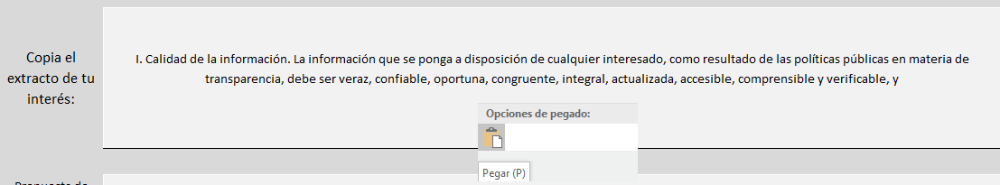 Copia el
extracto de tu
interés:
I. Calidad de la información. La información que se ponga a disposición de cualquier interesado, como resultado de las políticas públicas en materia de
transparencia, debe ser veraz, confiable, oportuna, congruente, integral, actualizada, accesible, comprensible y verificable, y
Opciones de pegado:
Pegar (P)